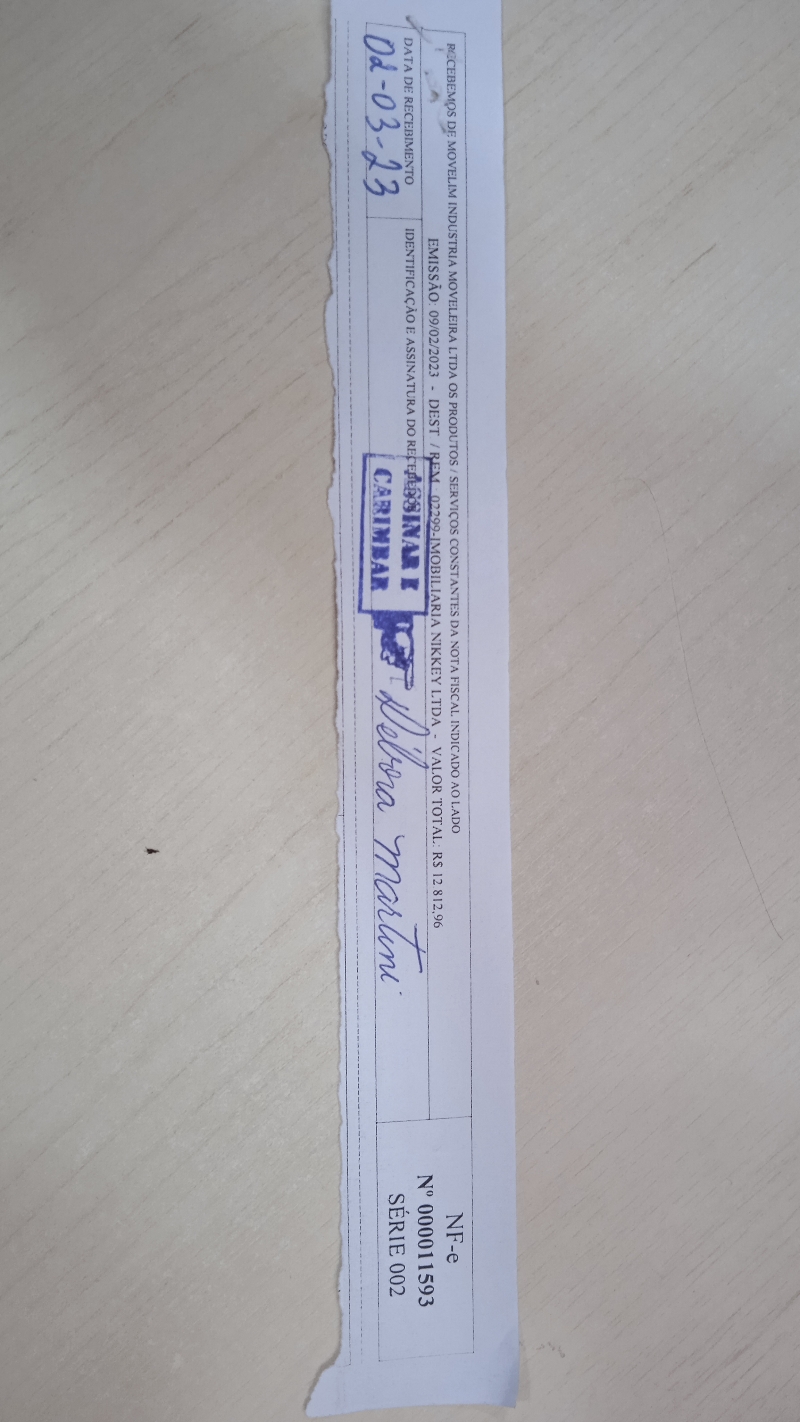 RECEBEMOS DE MOVELIM INDUSTRIA MOVELEIRA LTDA OS PRODUTOS / SERVIÇOS CONSTANTES DA NOTA FISCAL INDICADO AO LADO
EMISSÃO: 09/02/2023 - DEST / REM : 02299-IMOBILIARIA NIKKEY LTDA - VALOR TOTAL: R$ 12 812,96
DATA DE RECEBIMENTO
02-03-23
IDENTIFICAÇÃO E ASSINATURA DO RECEBEDOR
ASSINAR E
CARIMBAR
Débora Martini
NF-e
Nº 000011593
SÉRIE 002